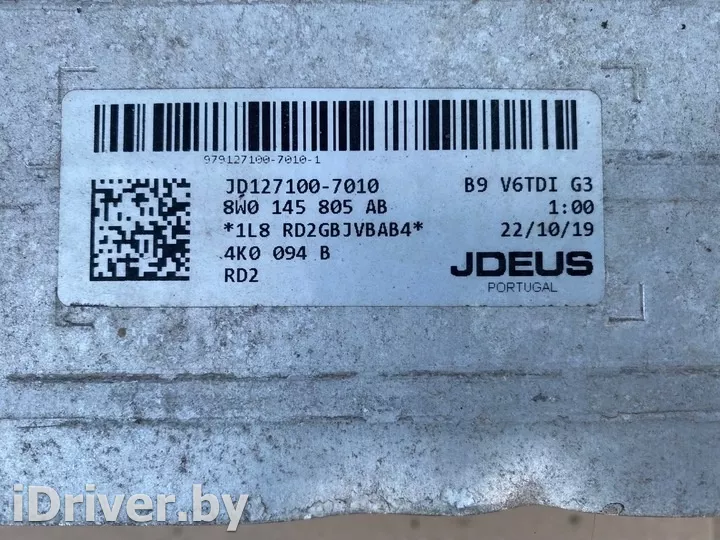 979127100-7010-1
JD127100-7010 B9 V6TDI G3
8W0 145 805 AB 1:00
*1L8 RD2GBJVBAB4* 22/10/19
4K0 094 B JDEUS
RD2 PORTUGAL
iDriver.by